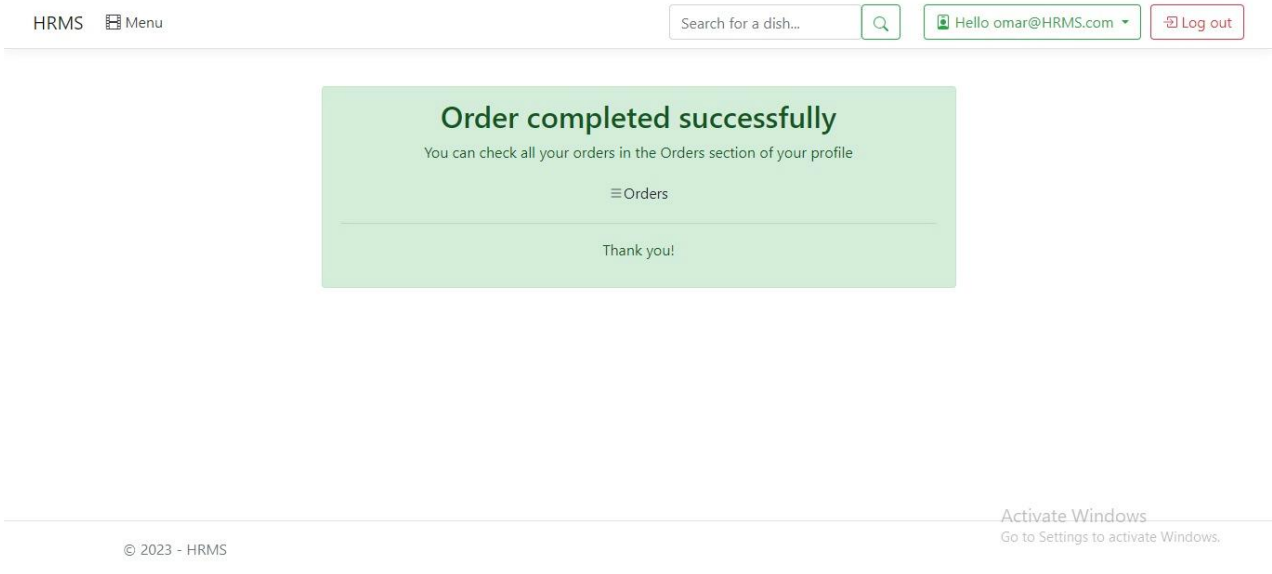 HRMS Menu Search for a dish... Hello omar@HRMS.com Log out
Order completed successfully
You can check all your orders in the Orders section of your profile
Orders
Thank you!
Activate Windows
Go to Settings to activate Windows.
© 2023 - HRMS